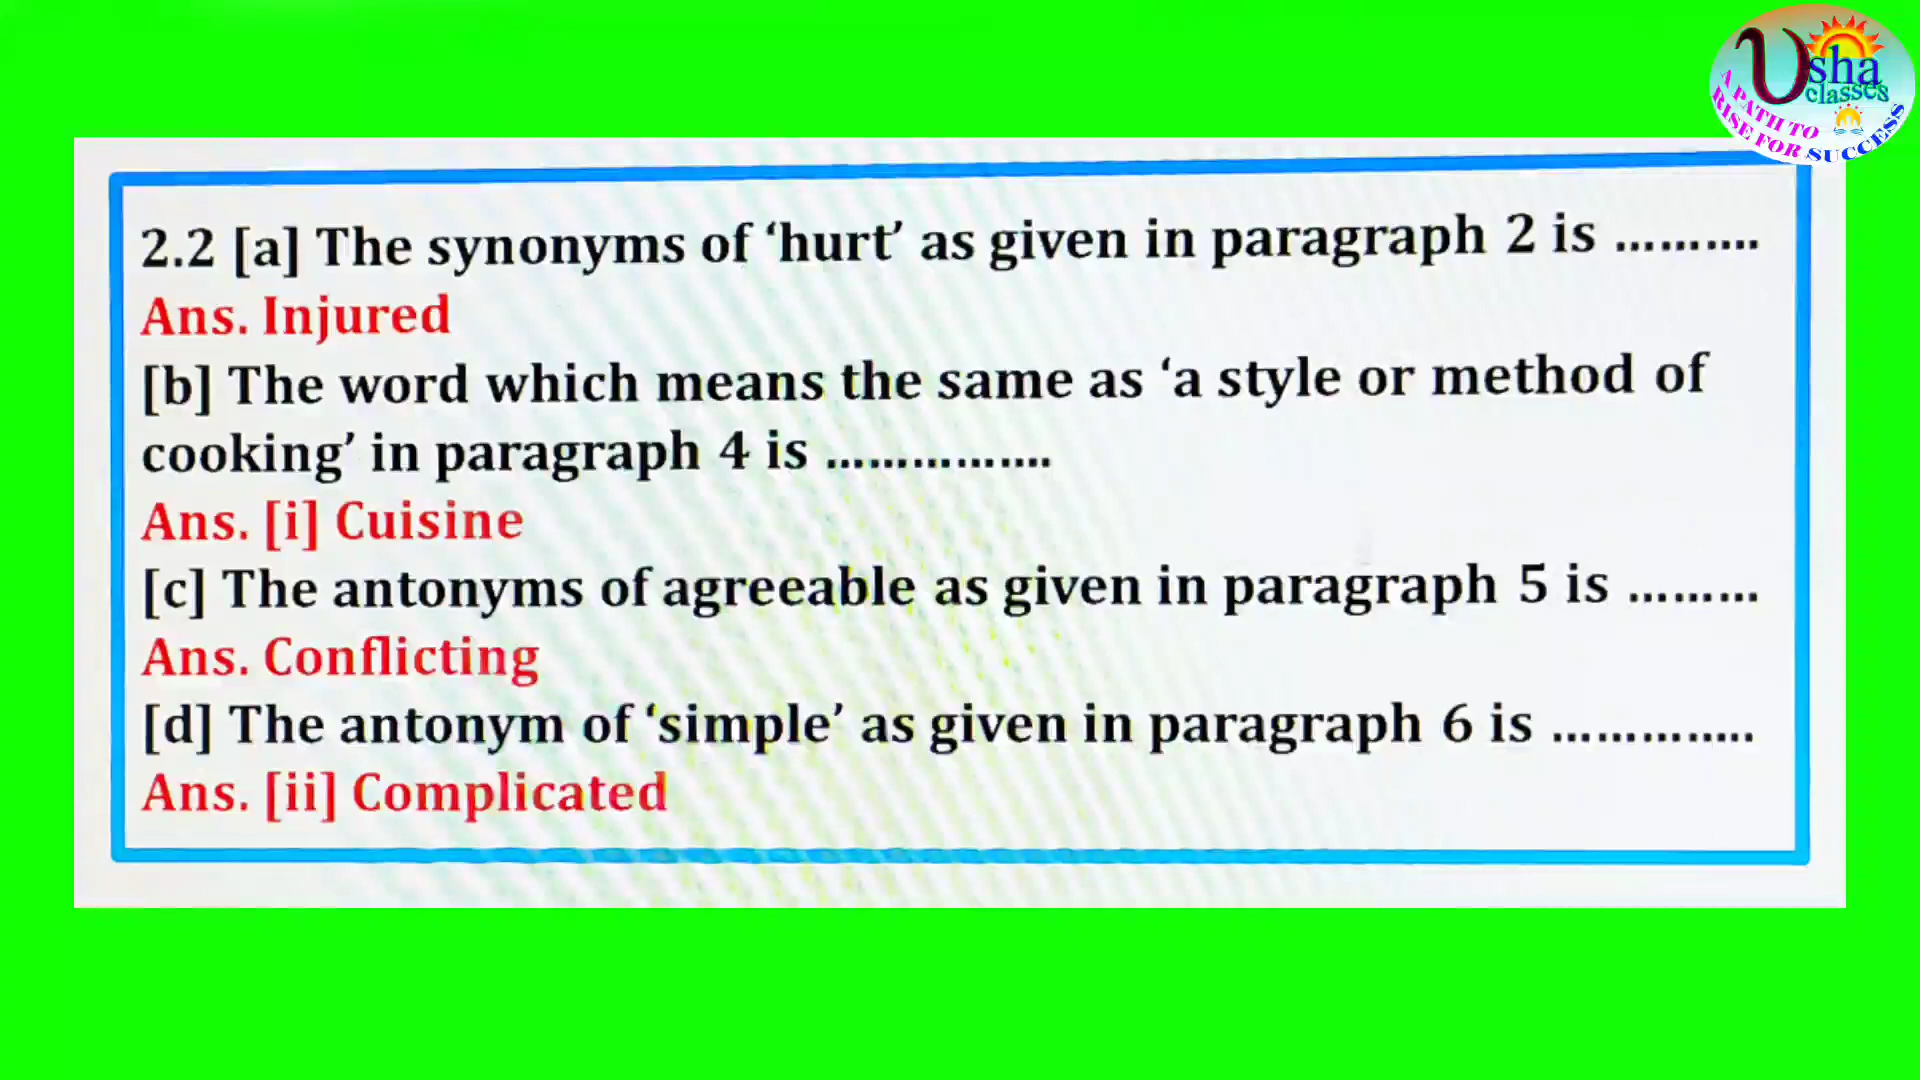 Usha
classes
A PATH TO
RISE FOR SUCCESS
2.2 [a] The synonyms of ‘hurt’ as given in paragraph 2 is ..........
Ans. Injured
[b] The word which means the same as ‘a style or method of
cooking’ in paragraph 4 is ................
Ans. [i] Cuisine
[c] The antonyms of agreeable as given in paragraph 5 is .........
Ans. Conflicting
[d] The antonym of ‘simple’ as given in paragraph 6 is ..............
Ans. [ii] Complicated